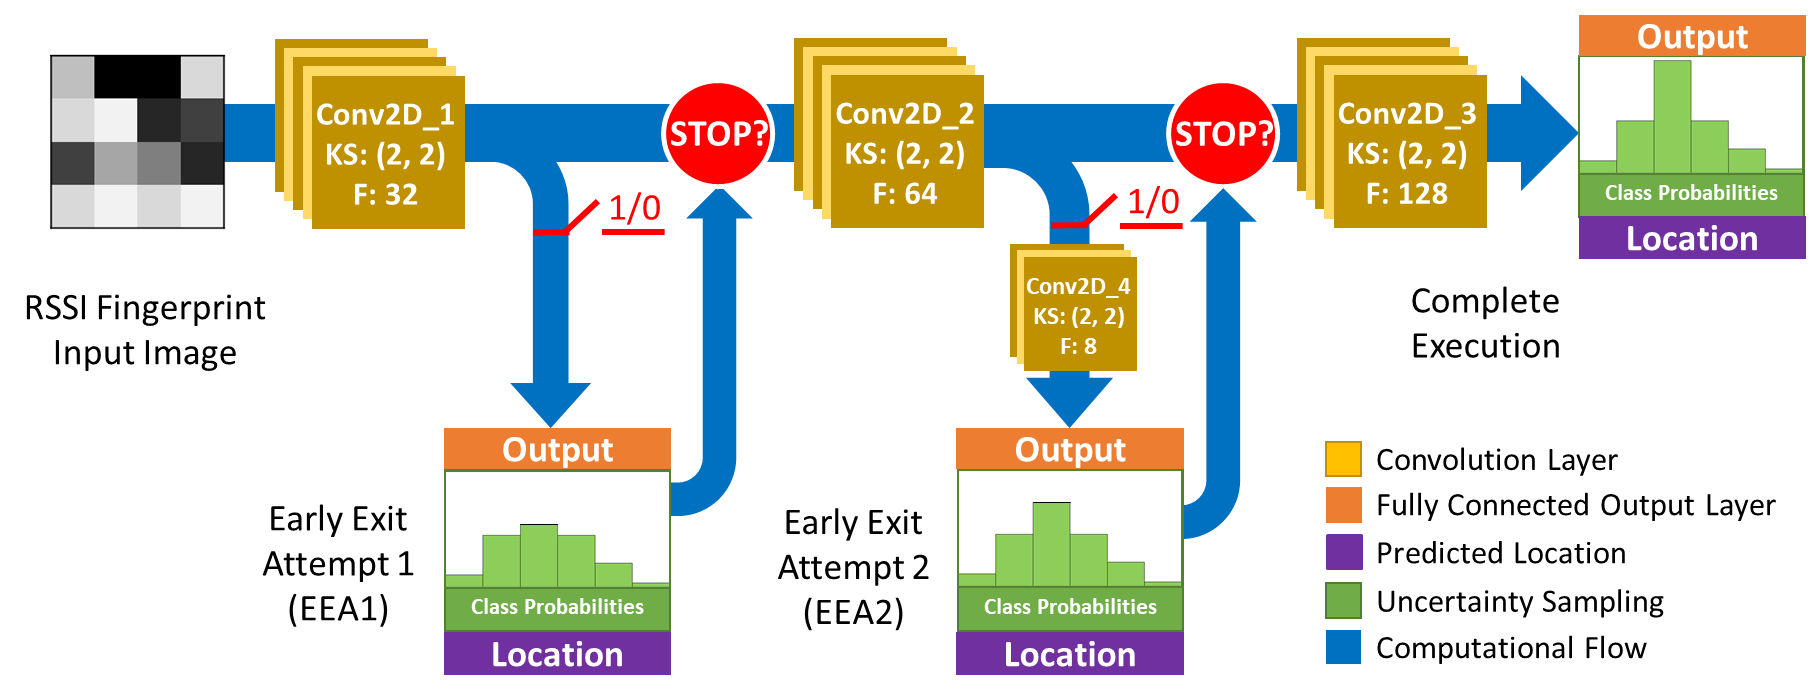 RSSI Fingerprint
Input Image
Conv2D_1
KS: (2, 2)
F: 32
STOP?
1/0
Conv2D_2
KS: (2, 2)
F: 64
STOP?
1/0
Conv2D_4
KS: (2, 2)
F: 8
Conv2D_3
KS: (2, 2)
F: 128
Output
Class Probabilities
Location
Complete
Execution
Early Exit
Attempt 1
(EEA1)
Output
Class Probabilities
Location
Early Exit
Attempt 2
(EEA2)
Output
Class Probabilities
Location
Convolution Layer
Fully Connected Output Layer
Predicted Location
Uncertainty Sampling
Computational Flow